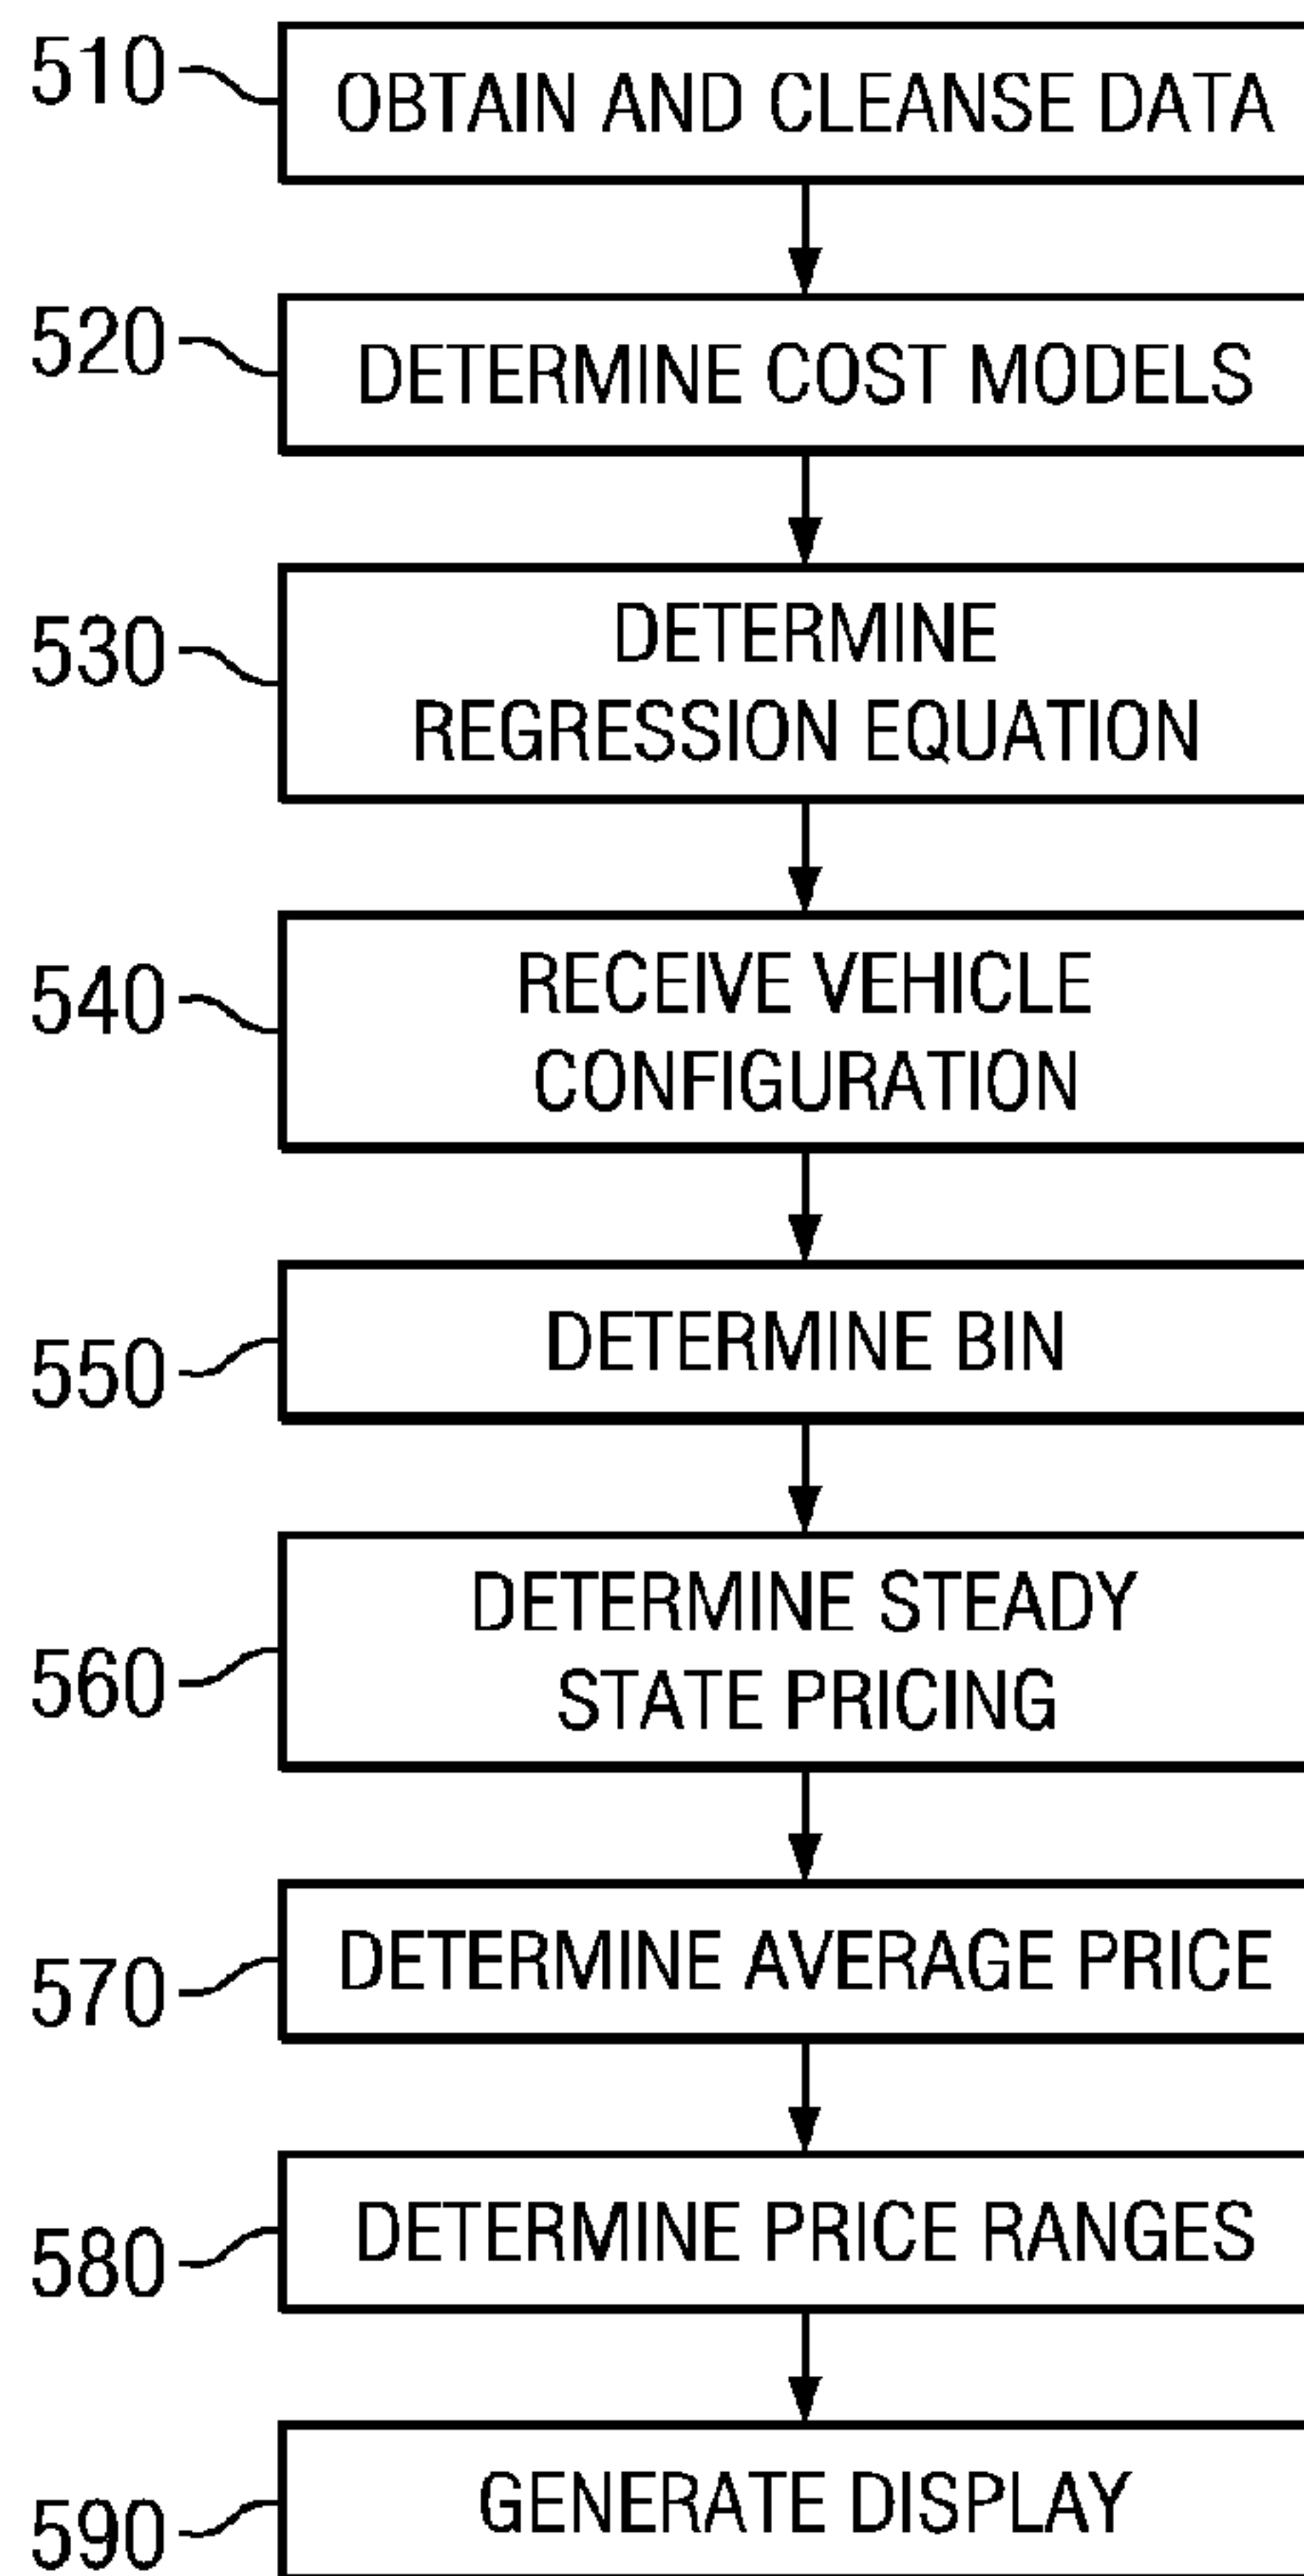 510 OBTAIN AND CLEANSE DATA
520 DETERMINE COST MODELS
530 DETERMINE
REGRESSION EQUATION
540 RECEIVE VEHICLE
CONFIGURATION
550 DETERMINE BIN
560 DETERMINE STEADY
STATE PRICING
570 DETERMINE AVERAGE PRICE
580 DETERMINE PRICE RANGES
590 GENERATE DISPLAY